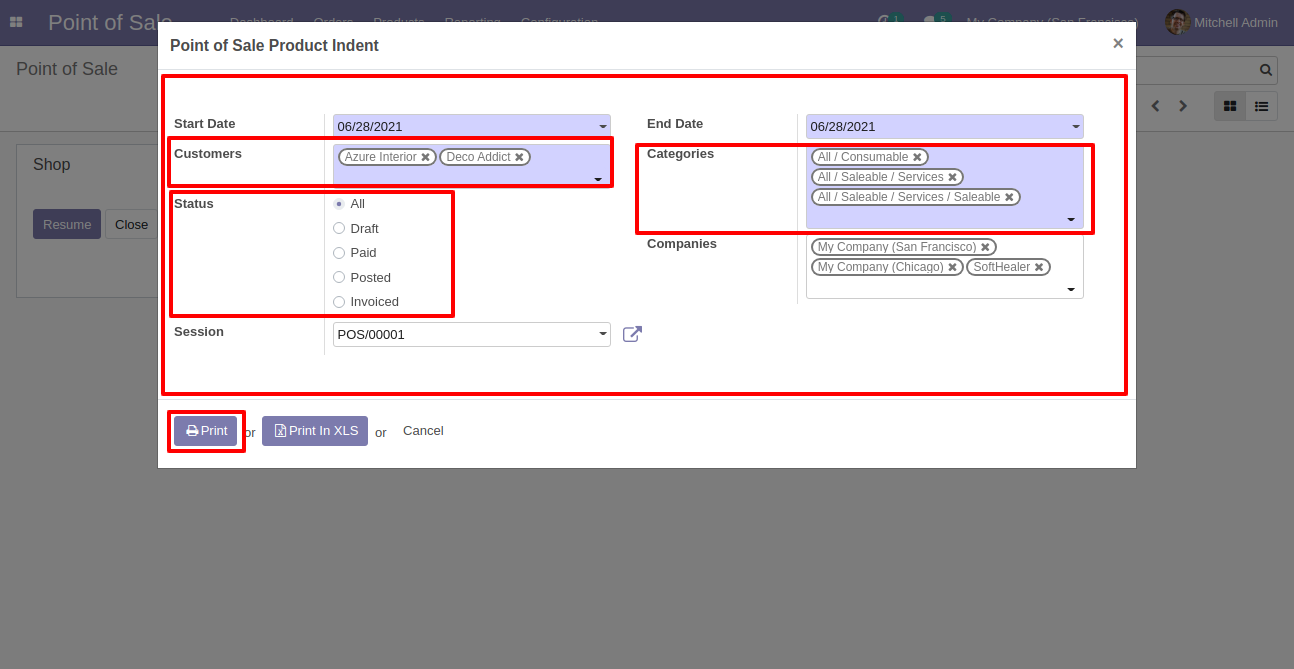 Point of Sale Dashboard Orders Products Reporting Configuration 1 5 My Company (San Francisco) Mitchell Admin
Point of Sale Product Indent ×
Point of Sale
Start Date 06/28/2021 End Date 06/28/2021
Customers Azure Interior Deco Addict Categories All / Consumable
All / Saleable / Services
All / Saleable / Services / Saleable
Shop
Status All
Draft
Paid
Posted
Invoiced
Companies My Company (San Francisco)
My Company (Chicago) SoftHealer
Resume Close
Session POS/00001
Print or Print In XLS or Cancel